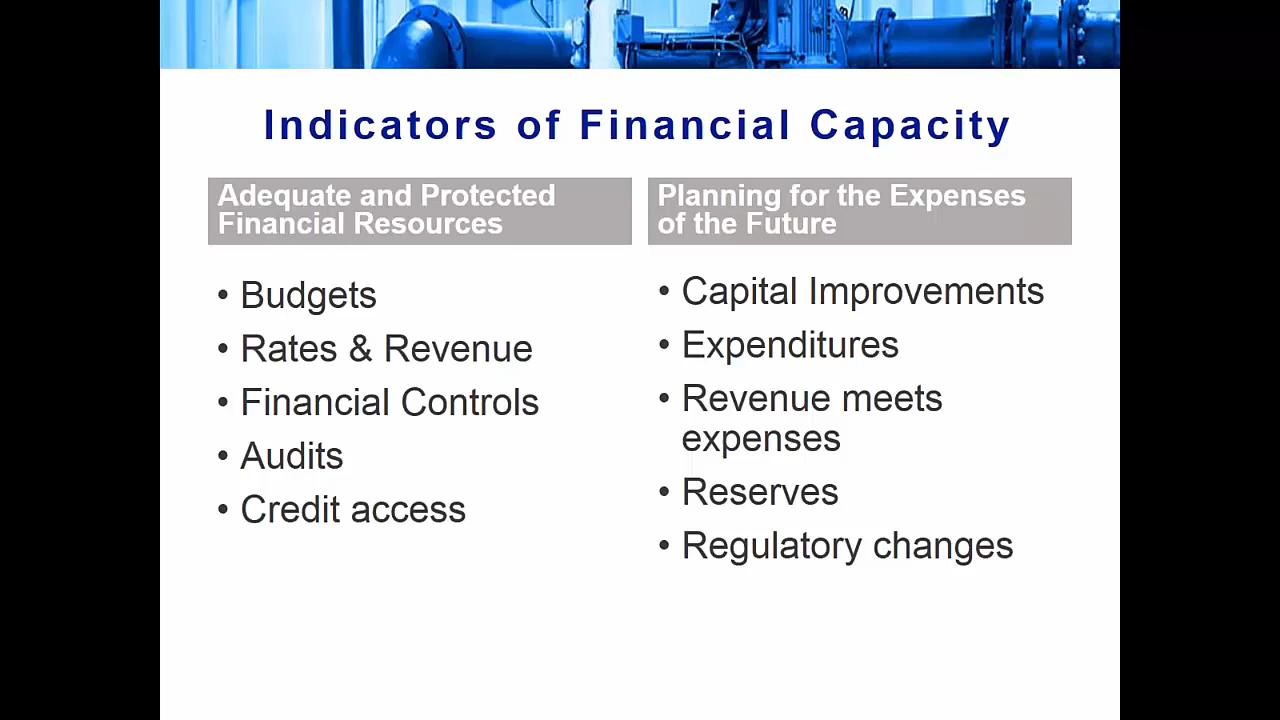 Indicators of Financial Capacity
Adequate and Protected
Financial Resources
• Budgets
• Rates & Revenue
• Financial Controls
• Audits
• Credit access
Planning for the Expenses
of the Future
• Capital Improvements
• Expenditures
• Revenue meets
expenses
• Reserves
• Regulatory changes